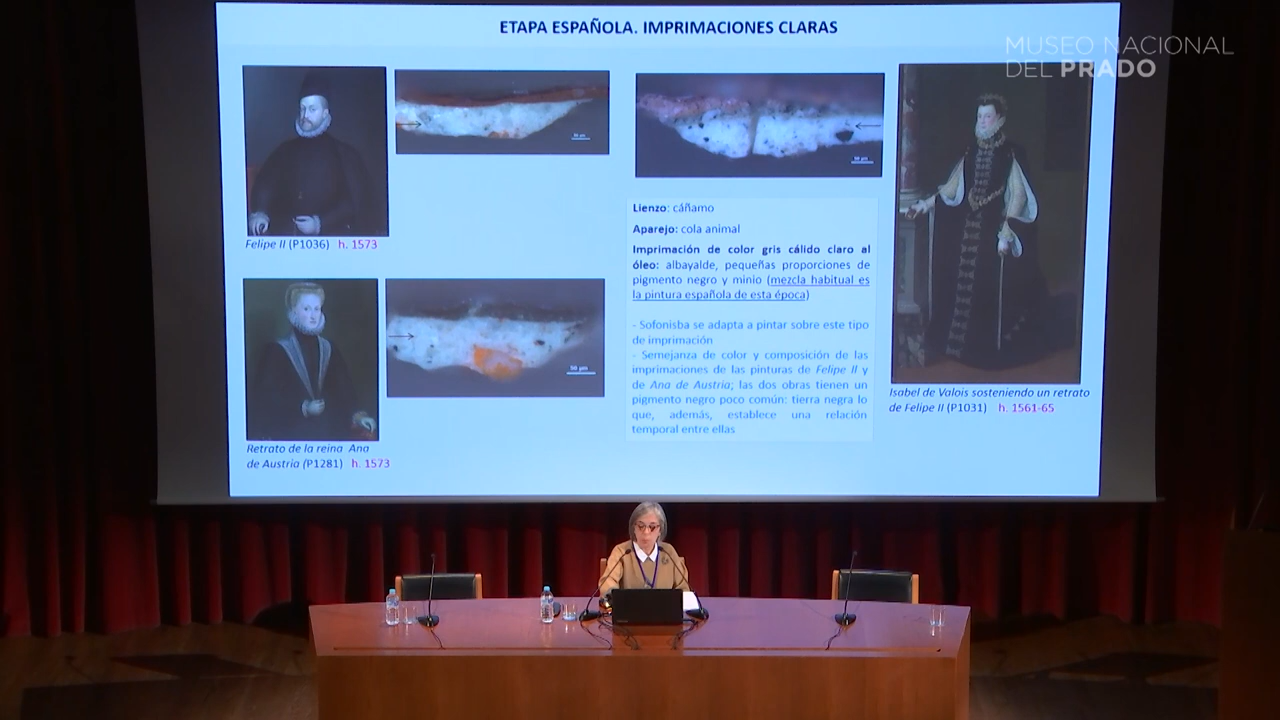 ETAPA ESPAÑOLA. IMPRIMACIONES CLARAS
MUSEO NACIONAL
DEL PRADO
Felipe II (P1036) h. 1573
Retrato de la reina Ana
de Austria (P1281) h. 1573
50 µm
Lienzo: cáñamo
Aparejo: cola animal
Imprimación de color gris cálido claro al
óleo: albayalde, pequeñas proporciones de
pigmento negro y minio (mezcla habitual es
la pintura española de esta época)
- Sofonisba se adapta a pintar sobre este tipo
de imprimación
- Semejanza de color y composición de las
imprimaciones de las pinturas de Felipe II y
de Ana de Austria; las dos obras tienen un
pigmento negro poco común: tierra negra lo
que, además, establece una relación
temporal entre ellas
Isabel de Valois sosteniendo un retrato
de Felipe II (P1031) h. 1561-65